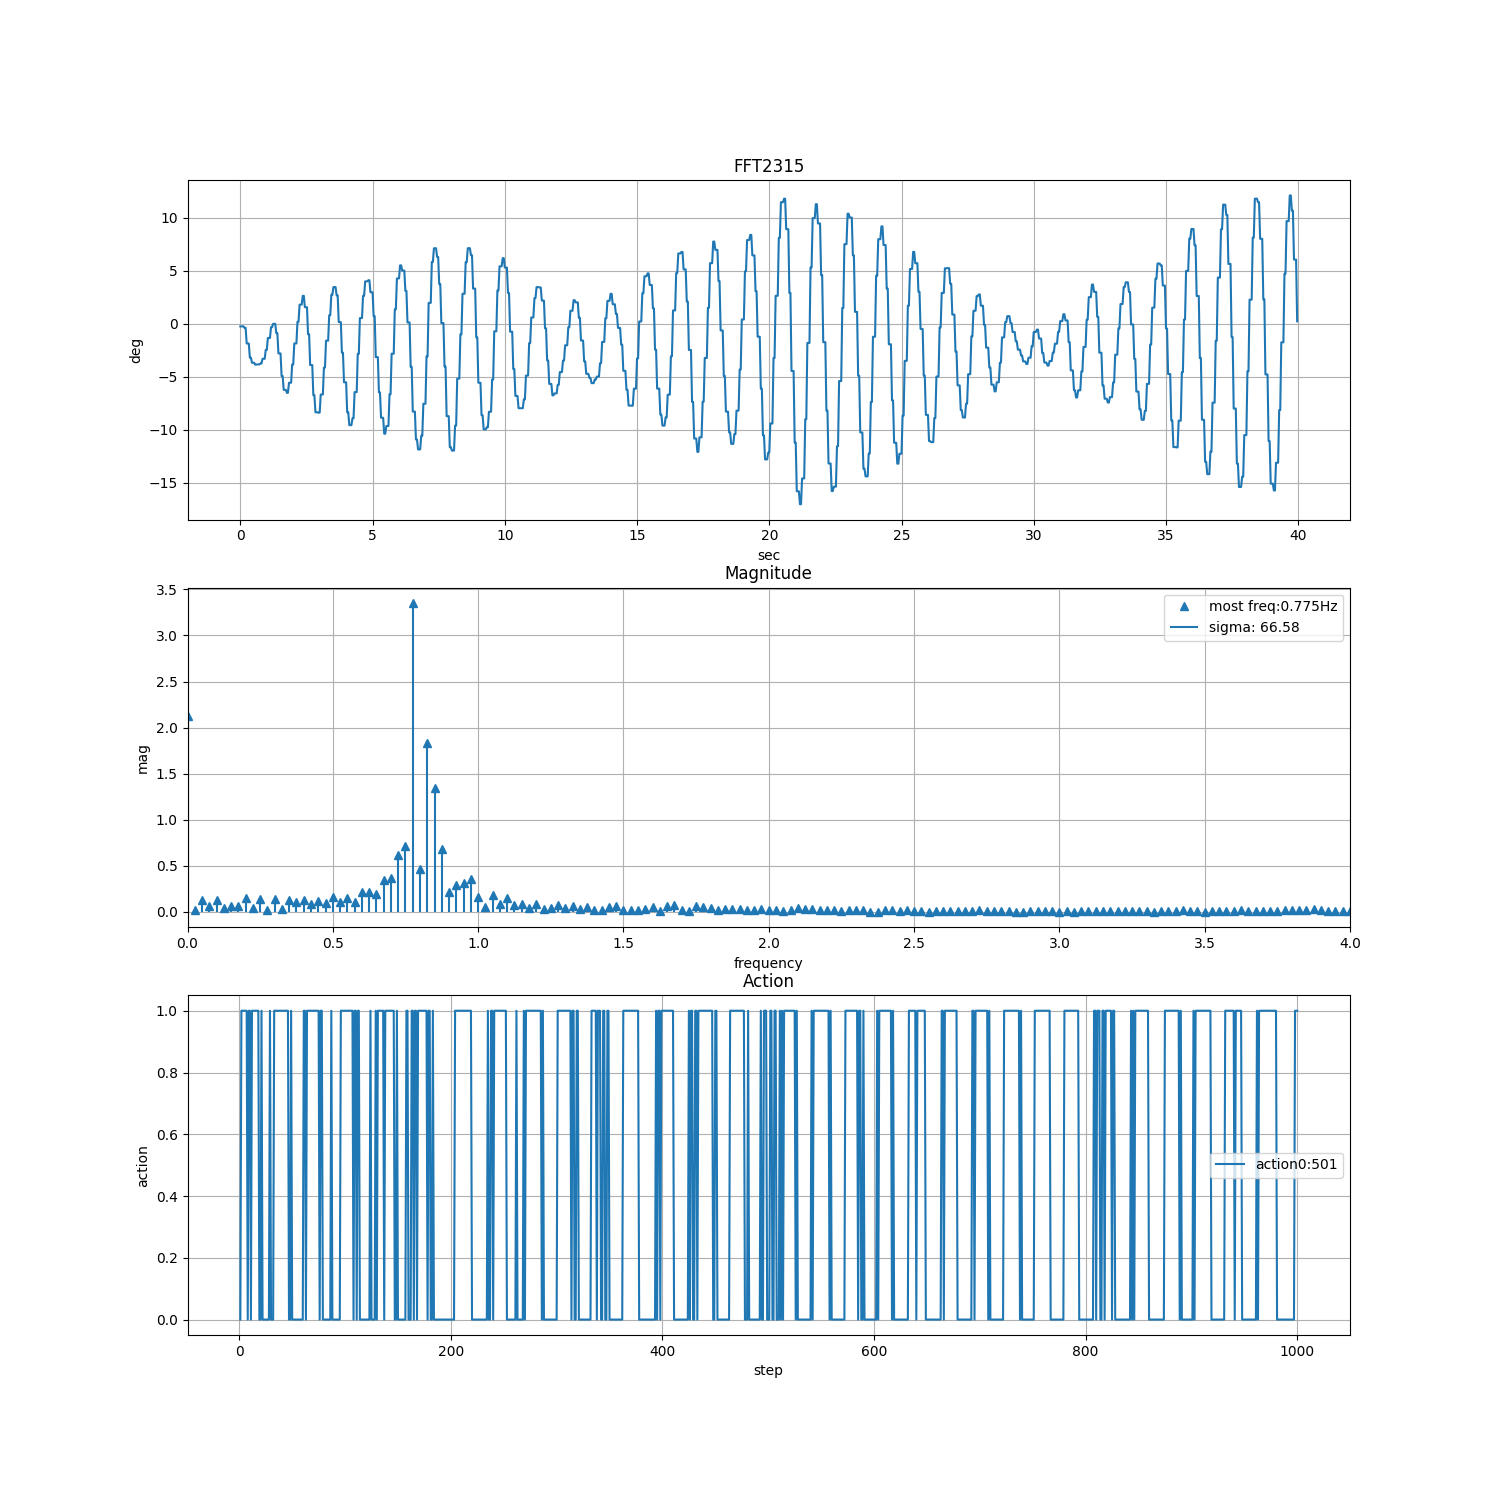 FFT2315
10
5
0
−5
−10
−15
deg
0 5 10 15 20 25 30 35 40
sec
Magnitude
3.5
3.0
2.5
2.0
1.5
1.0
0.5
0.0
mag
most freq:0.775Hz
sigma: 66.58
0.0 0.5 1.0 1.5 2.0 2.5 3.0 3.5 4.0
frequency
Action
1.0
0.8
0.6
0.4
0.2
0.0
action
action0:501
0 200 400 600 800 1000
step